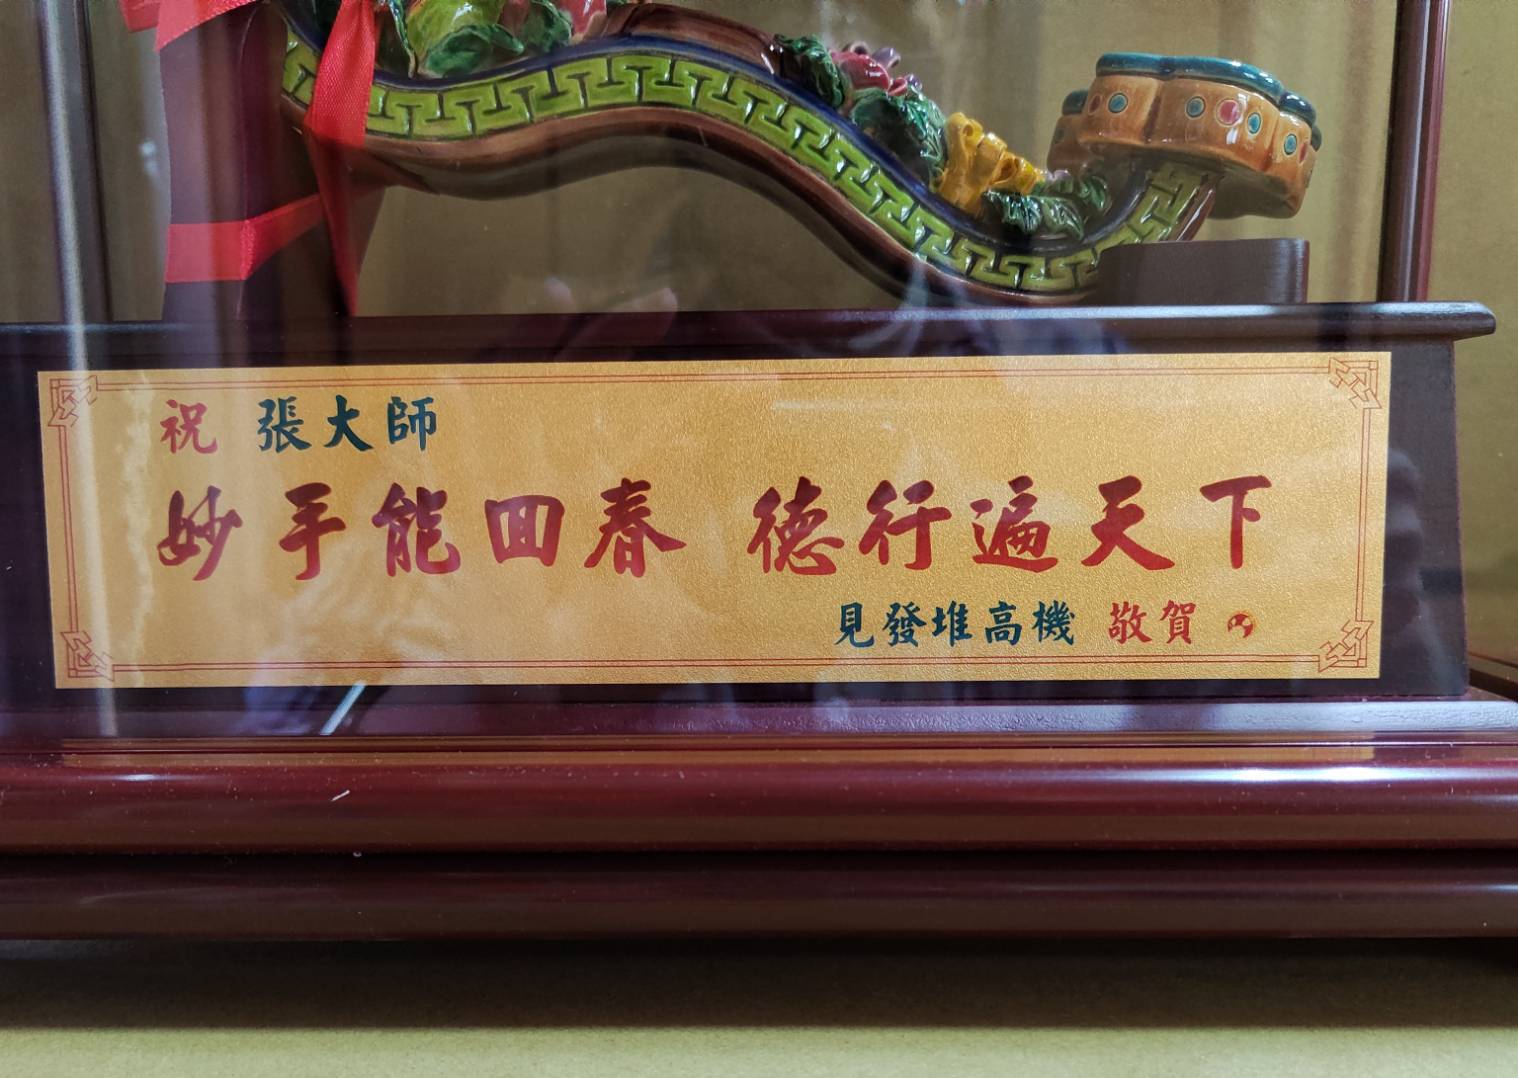 祝 張大師
妙手能回春 德行遍天下
見發堆高機 敬賀